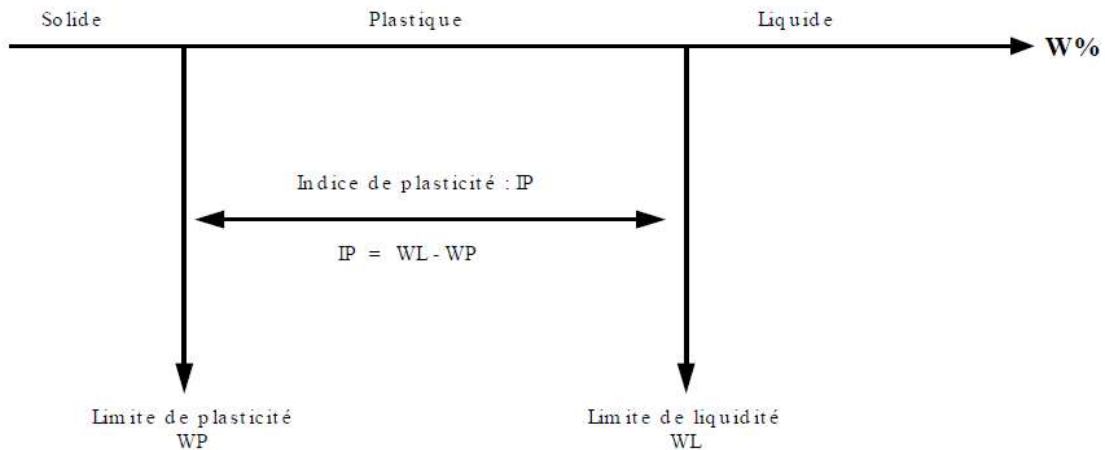 Solide Plastique Liquide
W%
Indice de plasticité : IP
IP = WL - WP
Limite de plasticité
WP
Limite de liquidité
WL